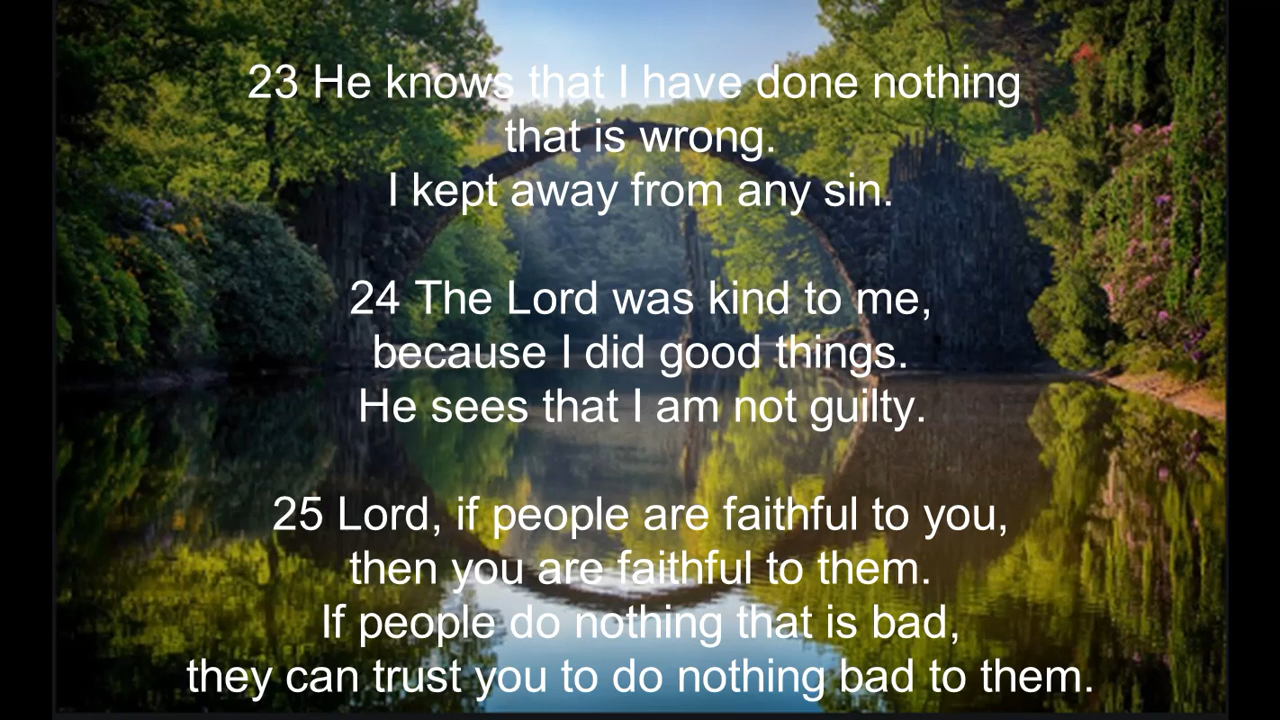 23 He knows that I have done nothing
that is wrong.
I kept away from any sin.
24 The Lord was kind to me,
because I did good things.
He sees that I am not guilty.
25 Lord, if people are faithful to you,
then you are faithful to them.
If people do nothing that is bad,
they can trust you to do nothing bad to them.